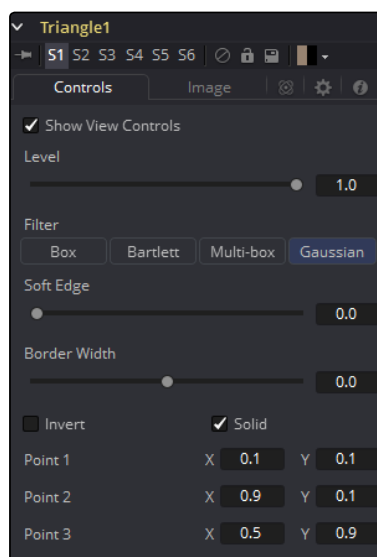 Triangle1
S1 S2 S3 S4 S5 S6
Controls Image
Show View Controls
Level
1.0
Filter
Box Bartlett Multi-box Gaussian
Soft Edge
0.0
Border Width
0.0
Invert Solid
Point 1 X 0.1 Y 0.1
Point 2 X 0.9 Y 0.1
Point 3 X 0.5 Y 0.9